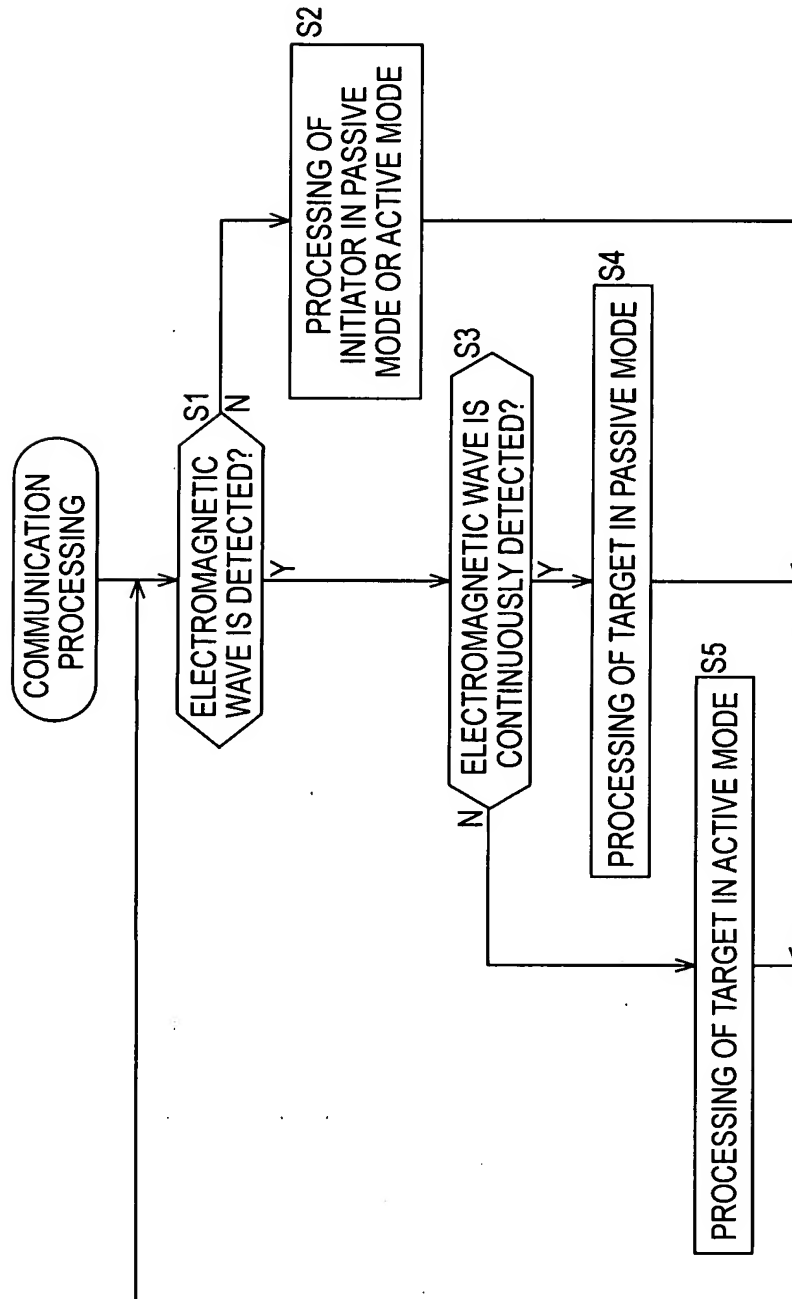 COMMUNICATION
PROCESSING
S1
ELECTROMAGNETIC
WAVE IS DETECTED?
N
Y
S2
PROCESSING OF
INITIATOR IN PASSIVE
MODE OR ACTIVE MODE
S3
ELECTROMAGNETIC WAVE IS
CONTINUOUSLY DETECTED?
N
Y
S4
PROCESSING OF TARGET IN PASSIVE MODE
S5
PROCESSING OF TARGET IN ACTIVE MODE